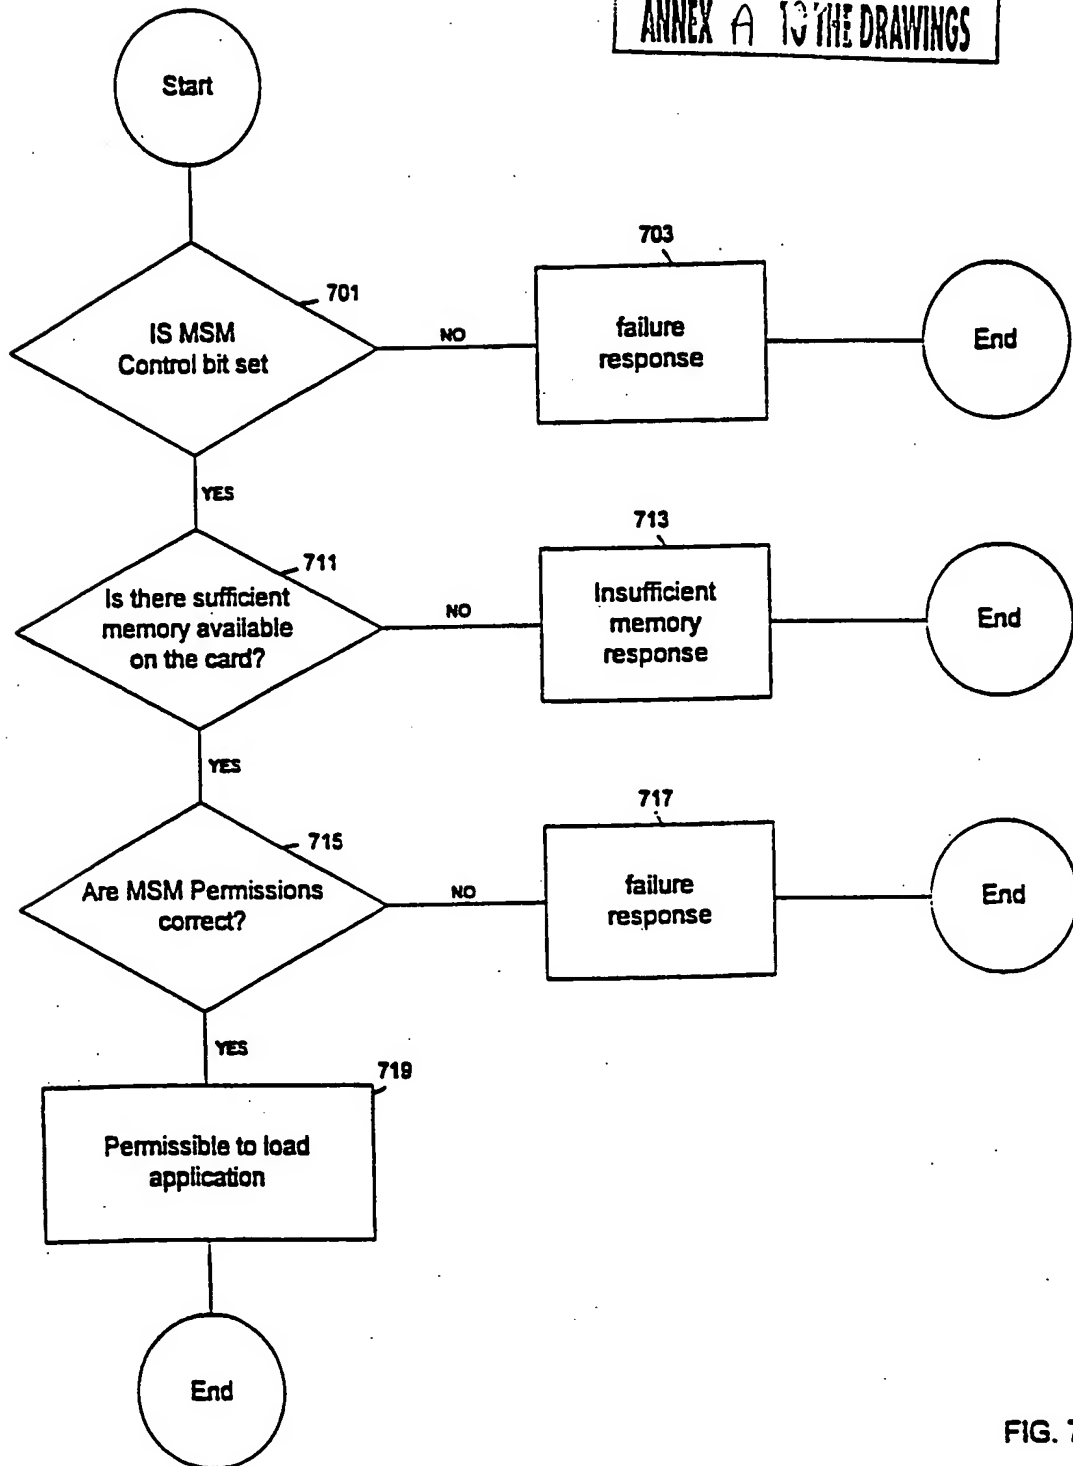 ANNEX A TO THE DRAWINGS
Start
701
IS MSM
Control bit set
NO
703
failure
response
End
YES
711
Is there sufficient
memory available
on the card?
NO
713
Insufficient
memory
response
End
YES
715
Are MSM Permissions
correct?
NO
717
failure
response
End
YES
719
Permissible to load
application
End
FIG. 7